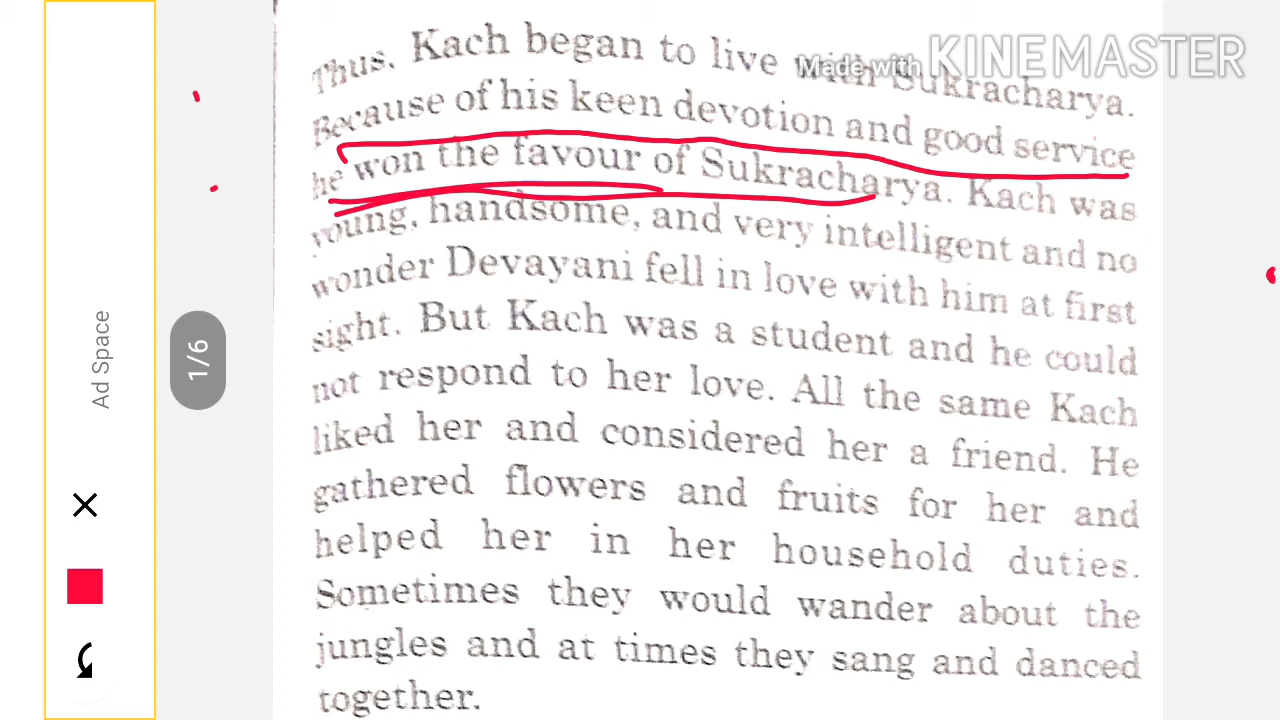 Made with KINEMASTER
Thus. Kach began to live with Sukracharya.
Because of his keen devotion and good service
he won the favour of Sukracharya. Kach was
young, handsome, and very intelligent and no
wonder Devayani fell in love with him at first
sight. But Kach was a student and he could
not respond to her love. All the same Kach
liked her and considered her a friend. He
gathered flowers and fruits for her and
helped her in her household duties.
Sometimes they would wander about the
jungles and at times they sang and danced
together.
Ad Space
1/6